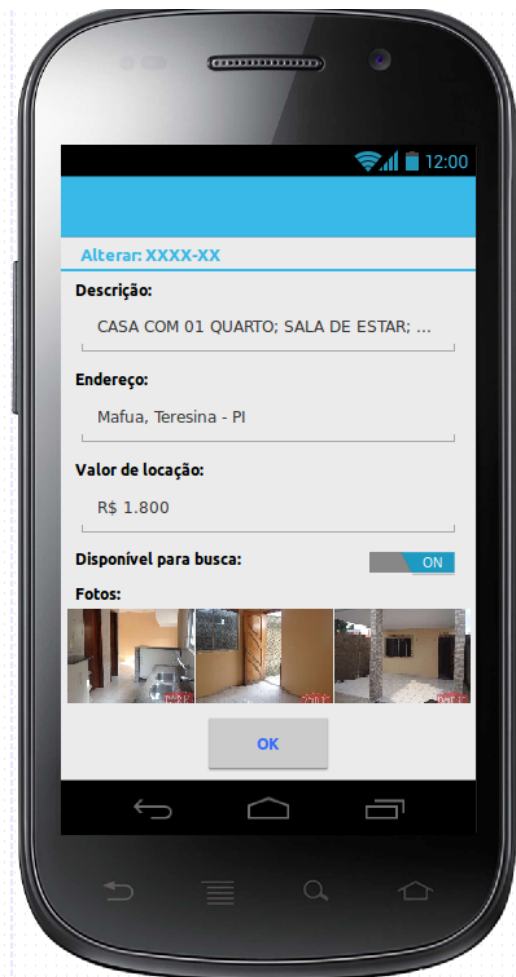 12:00
Alterar: XXXX-XX
Descrição:
CASA COM 01 QUARTO; SALA DE ESTAR; ...
Endereço:
Mafua, Teresina - PI
Valor de locação:
R$ 1.800
Disponível para busca:
ON
Fotos:
OK